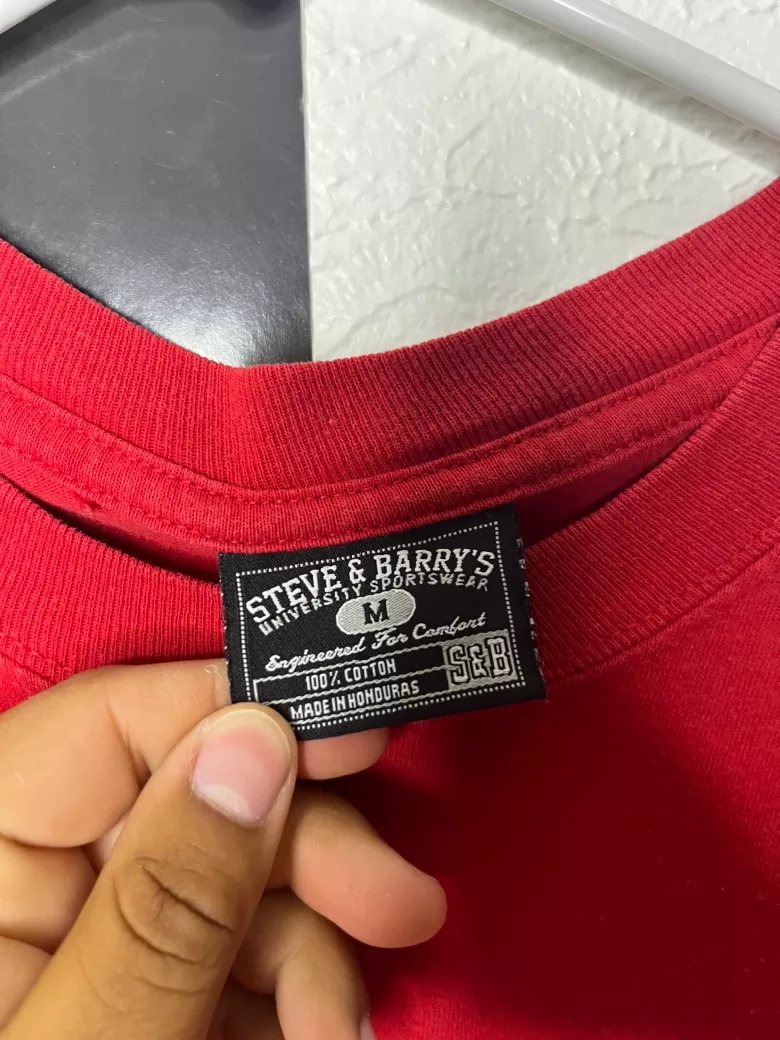 STEVE & BARRY'S
UNIVERSITY SPORTSWEAR
M
Engineered For Comfort
100% COTTON
S&B
MADE IN HONDURAS